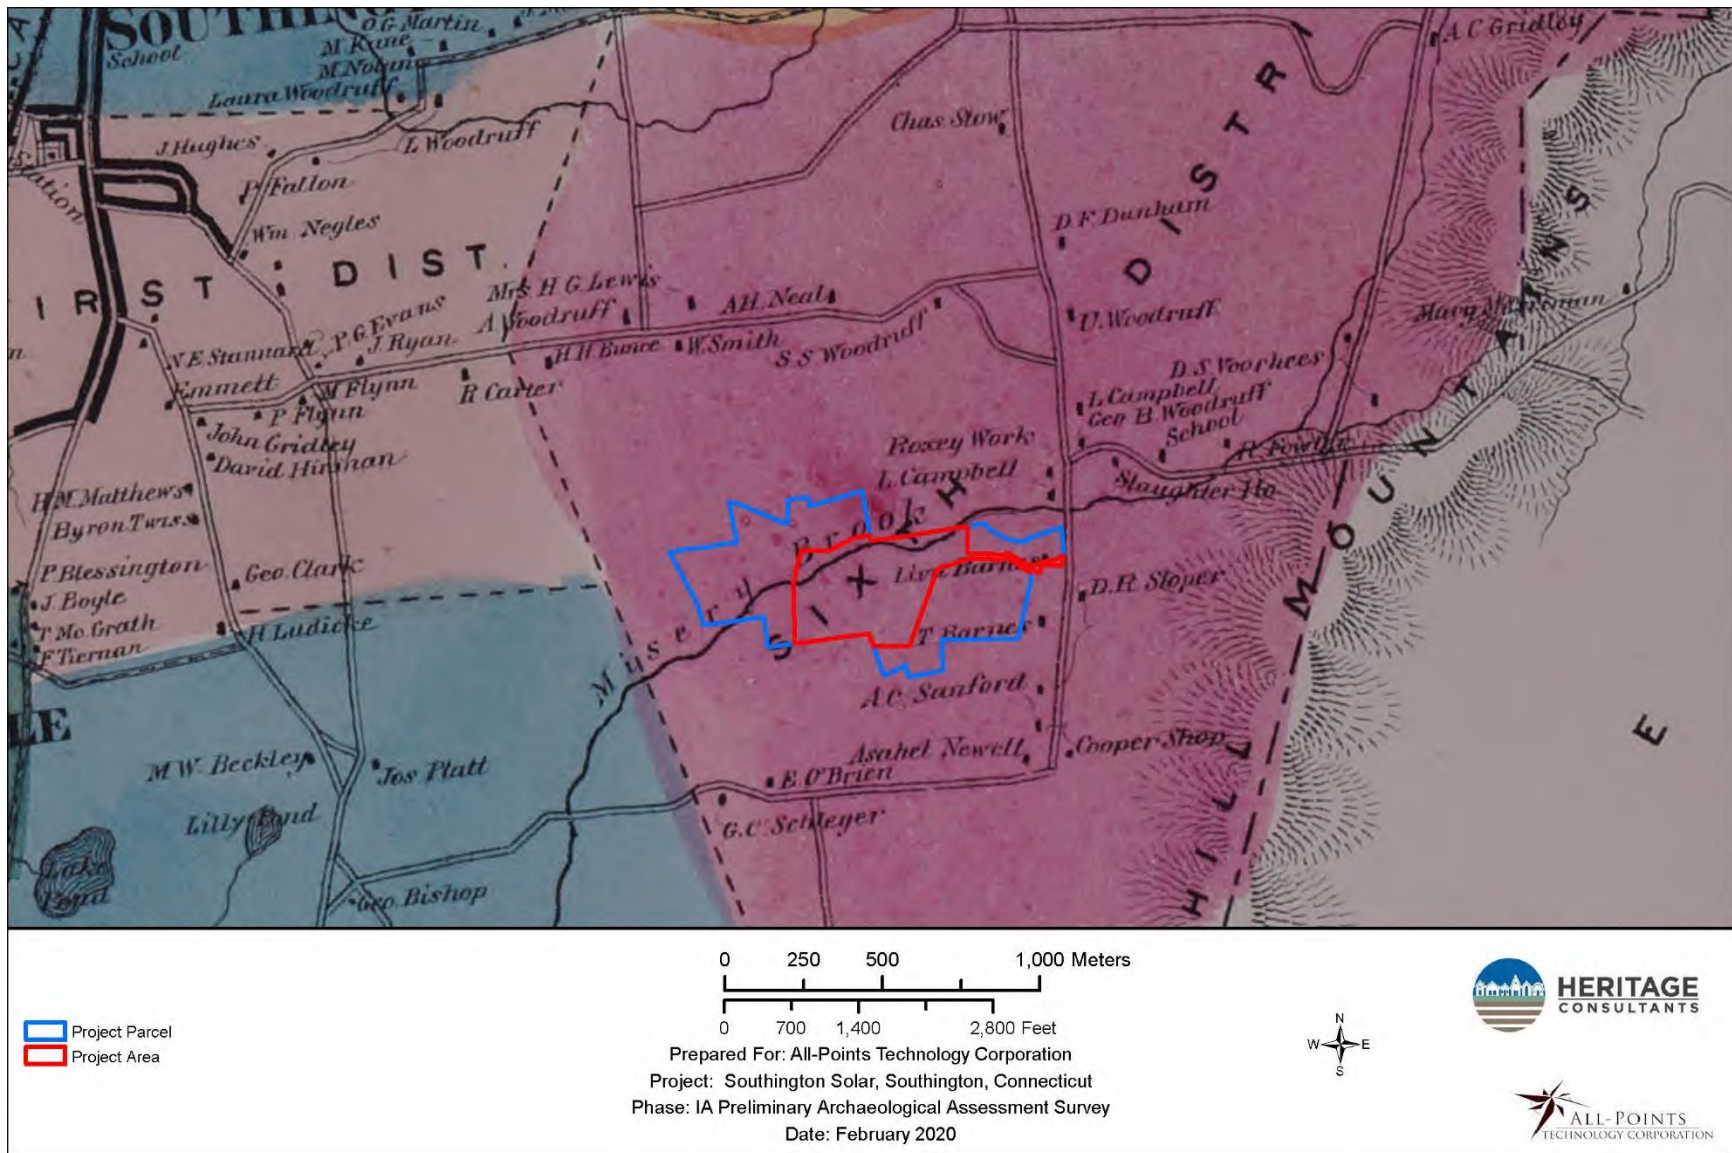 SOUTHING
School
O.G. Martin
M Kane
M. Nolan
Laura Woodruff
A C Gridley
J. Hughes
L Woodruff
Chas Stow
P. Fallon
Station
Wm Negles
D.F. Dunham
FIRST DIST.
DISTRI
Mrs H G. Lewis
A. Woodruff
A.H. Neal
P G Evans
J. Ryan
U. Woodruff
N.E. Stannard
H.H. Bunce
W. Smith
S.S. Woodruff
Emmett
M Flynn
R Carter
D.S. Voorhees
P. Flynn
L Campbell
Geo B. Woodruff
School
John Gridley
David Hinman
Roxey Work
L. Campbell
Slaughter Ho
H.M. Matthews
Byron Twiss
P. Blessington
Geo. Clark
J. Boyle
T Mc. Grath
F Tiernan
H. Ludicke
Misery Brook
SIXTH
D.R. Sloper
T Barnes
A.C. Sanford
LE
M.W. Beckley
Jos Platt
Asahel Newell
Cooper Shop
E. O'Brien
Lilly Pond
G.C. Schleyer
Lake
Pond
Geo. Bishop
HILL
MOUNTAINS
E
Project Parcel
Project Area
0 250 500 1,000 Meters
0 700 1,400 2,800 Feet
Prepared For: All-Points Technology Corporation
Project: Southington Solar, Southington, Connecticut
Phase: IA Preliminary Archaeological Assessment Survey
Date: February 2020
N
W E
S
HERITAGE
CONSULTANTS
ALL-POINTS
TECHNOLOGY CORPORATION